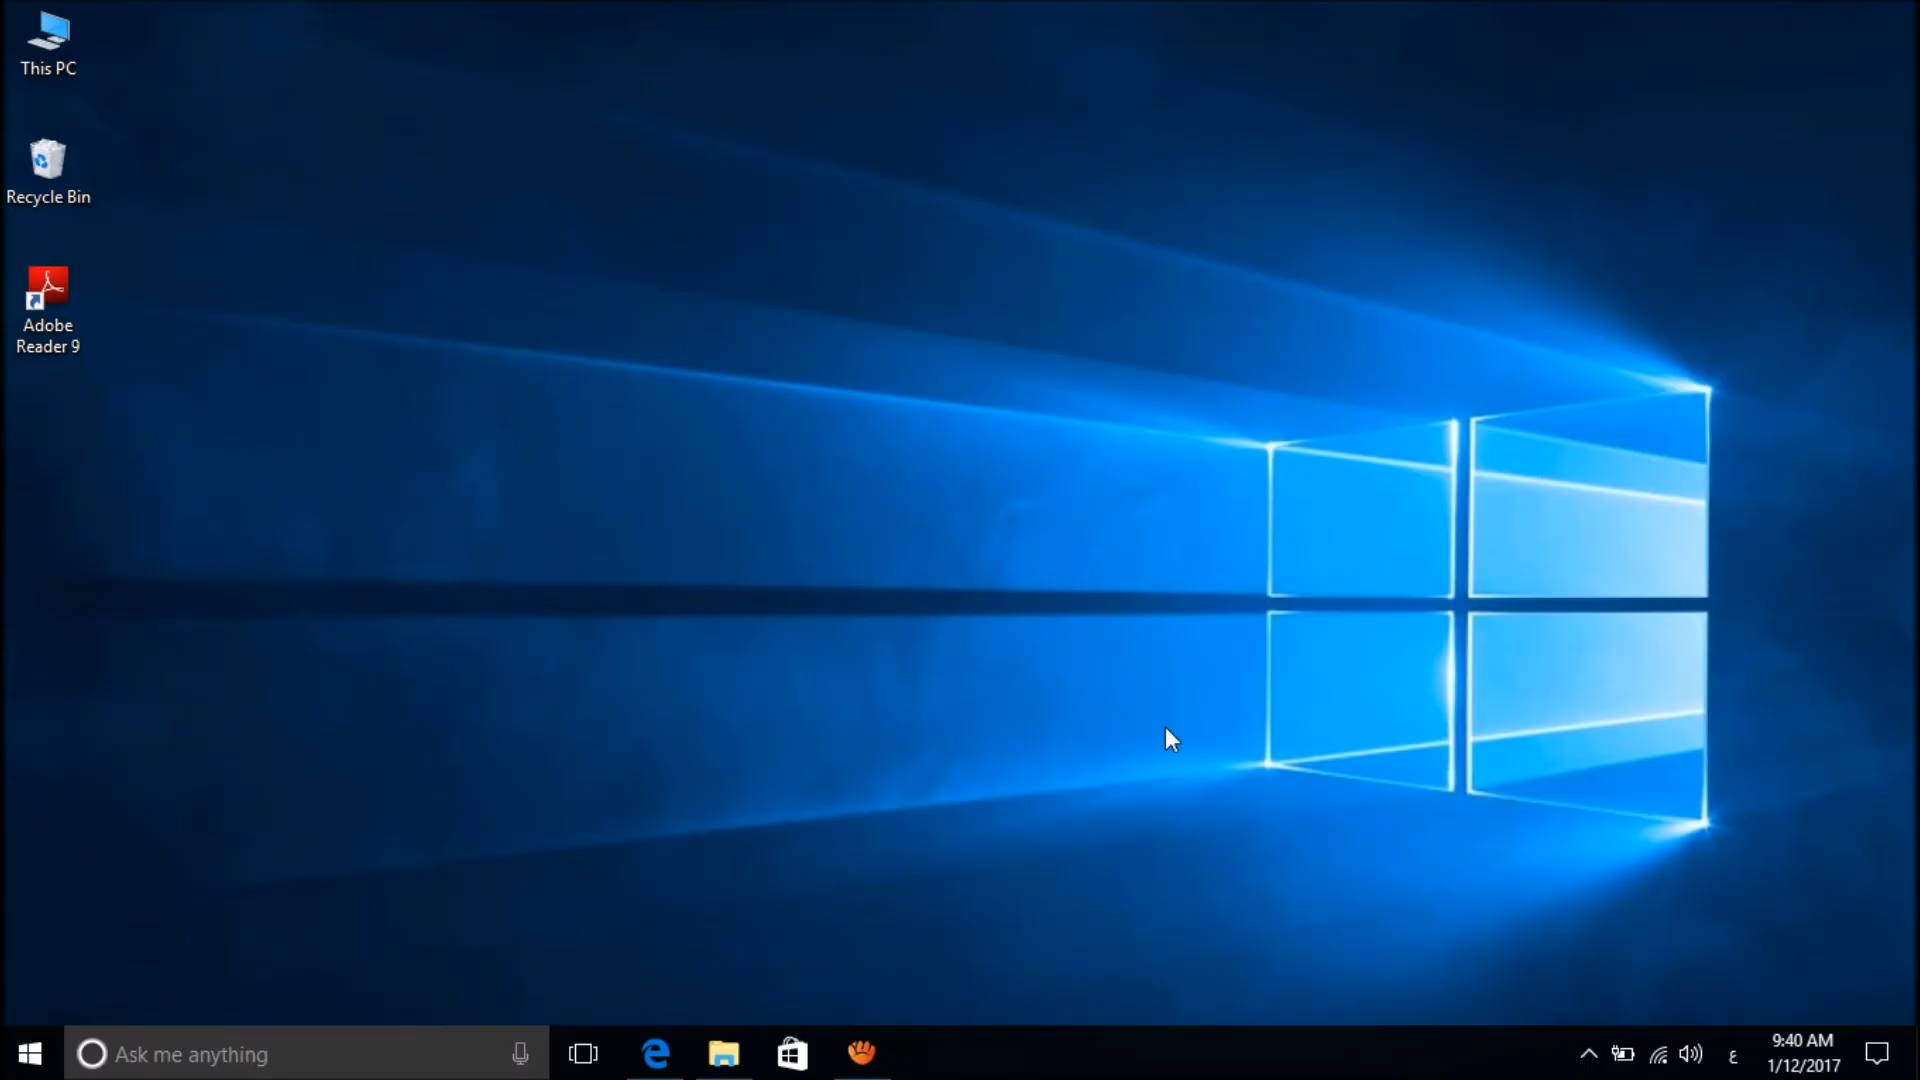 This PC
Recycle Bin
Adobe
Reader 9
Ask me anything
ع
9:40 AM
1/12/2017